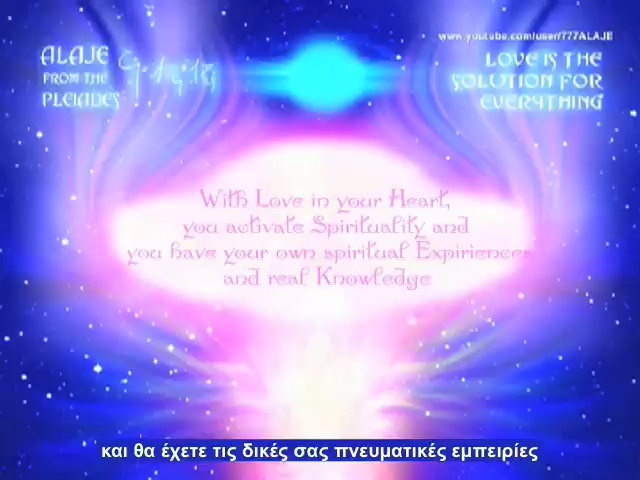 www.youtube.com/user/777ALAJE
ALAJE
FROM THE
PLEIADES
LOVE IS THE
SOLUTION FOR
EVERYTHING
With Love in your Heart,
you activate Spirituality and
you have your own spiritual Expiriences
and real Knowledge
και θα έχετε τις δικές σας πνευματικές εμπειρίες